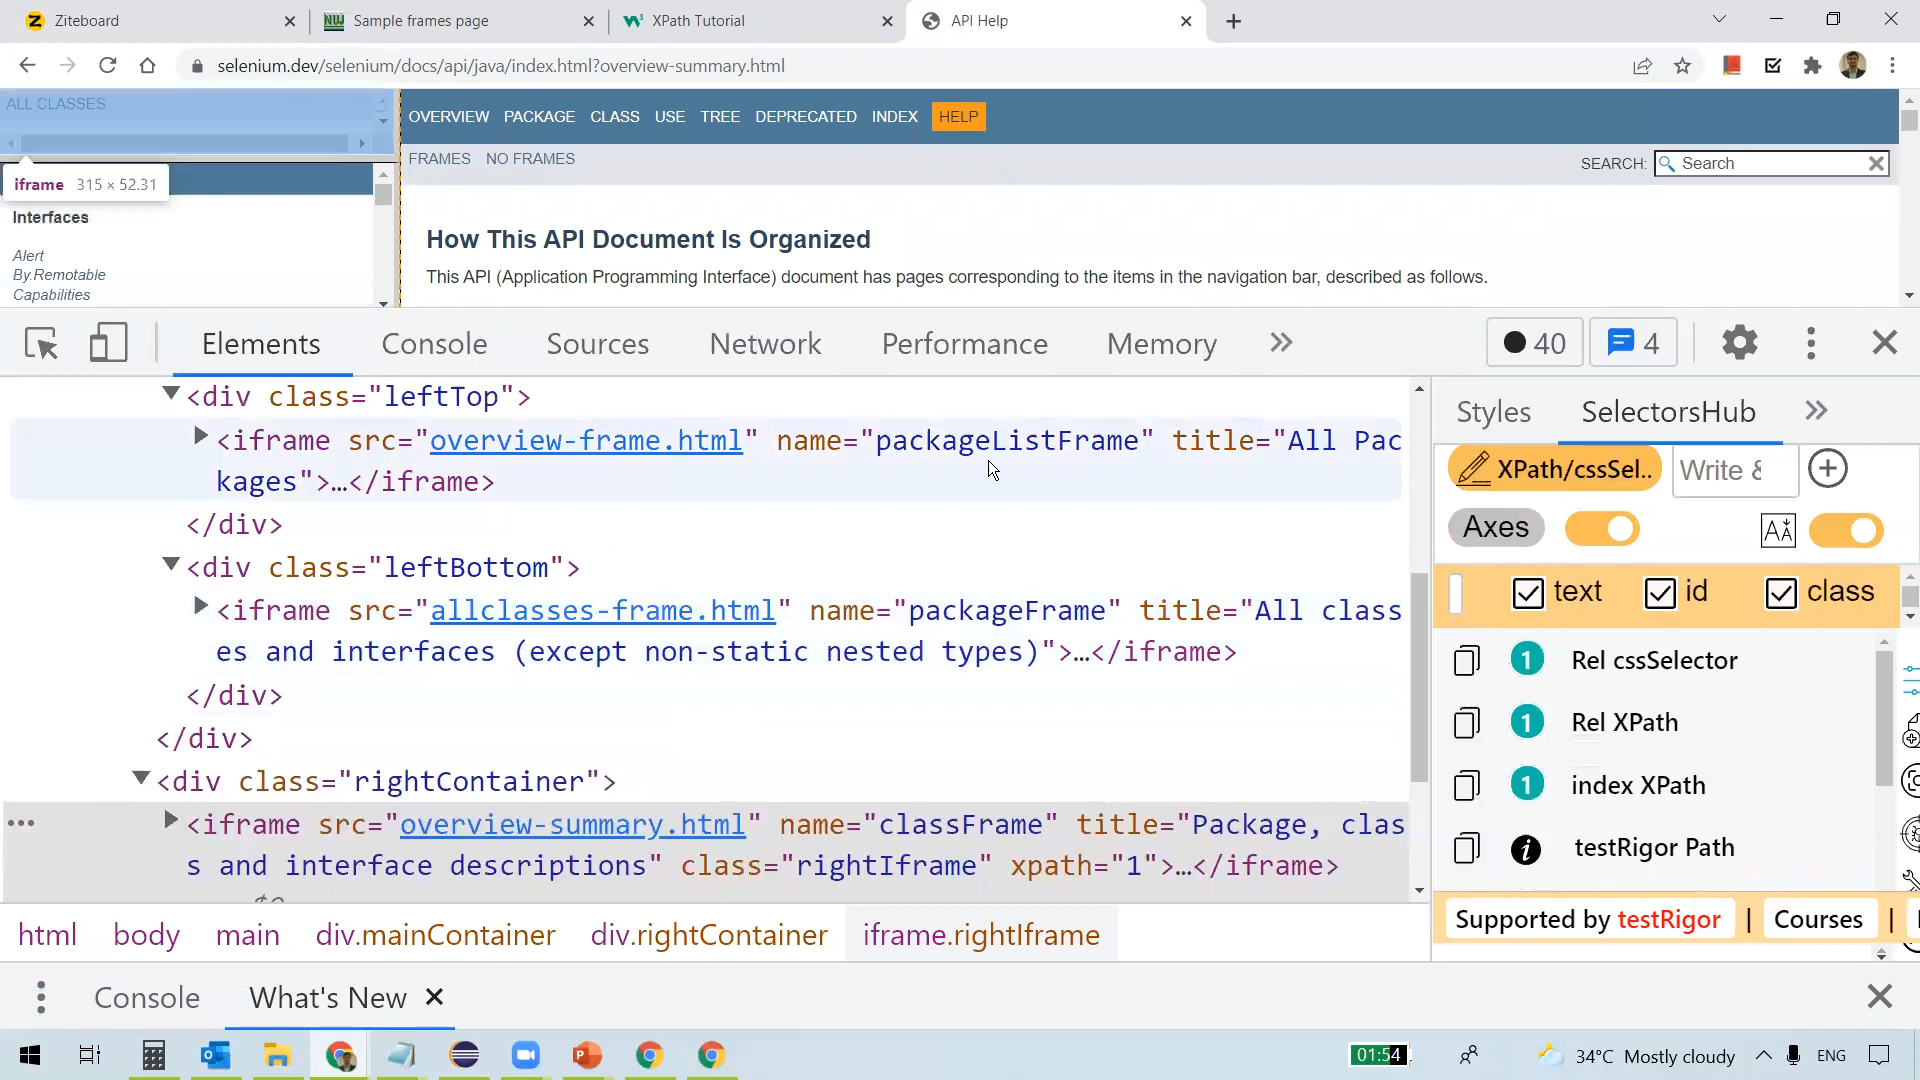 Ziteboard
Sample frames page
XPath Tutorial
API Help
selenium.dev/selenium/docs/api/java/index.html?overview-summary.html
ALL CLASSES
iframe 315 × 52.31
Interfaces
Alert
By.Remotable
Capabilities
OVERVIEW PACKAGE CLASS USE TREE DEPRECATED INDEX HELP
FRAMES NO FRAMES
SEARCH: Search
How This API Document Is Organized
This API (Application Programming Interface) document has pages corresponding to the items in the navigation bar, described as follows.
Elements Console Sources Network Performance Memory » 40 4
<div class="leftTop">
<iframe src="overview-frame.html" name="packageListFrame" title="All Pac
kages">…</iframe>
</div>
<div class="leftBottom">
<iframe src="allclasses-frame.html" name="packageFrame" title="All class
es and interfaces (except non-static nested types)">…</iframe>
</div>
</div>
<div class="rightContainer">
<iframe src="overview-summary.html" name="classFrame" title="Package, clas
s and interface descriptions" class="rightIframe" xpath="1">…</iframe>
html body main div.mainContainer div.rightContainer iframe.rightIframe
Styles SelectorsHub »
XPath/cssSel.. Write &
Axes
text id class
1 Rel cssSelector
1 Rel XPath
1 index XPath
i testRigor Path
Supported by testRigor | Courses |
Console What's New
01:54 34°C Mostly cloudy ENG